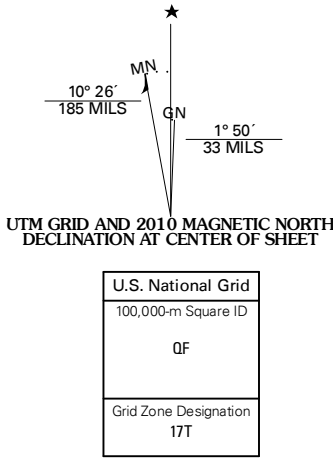 MN
10° 26´
185 MILS
GN
1° 50´
33 MILS
UTM GRID AND 2010 MAGNETIC NORTH
DECLINATION AT CENTER OF SHEET
U.S. National Grid
100,000-m Square ID
QF
Grid Zone Designation
17T